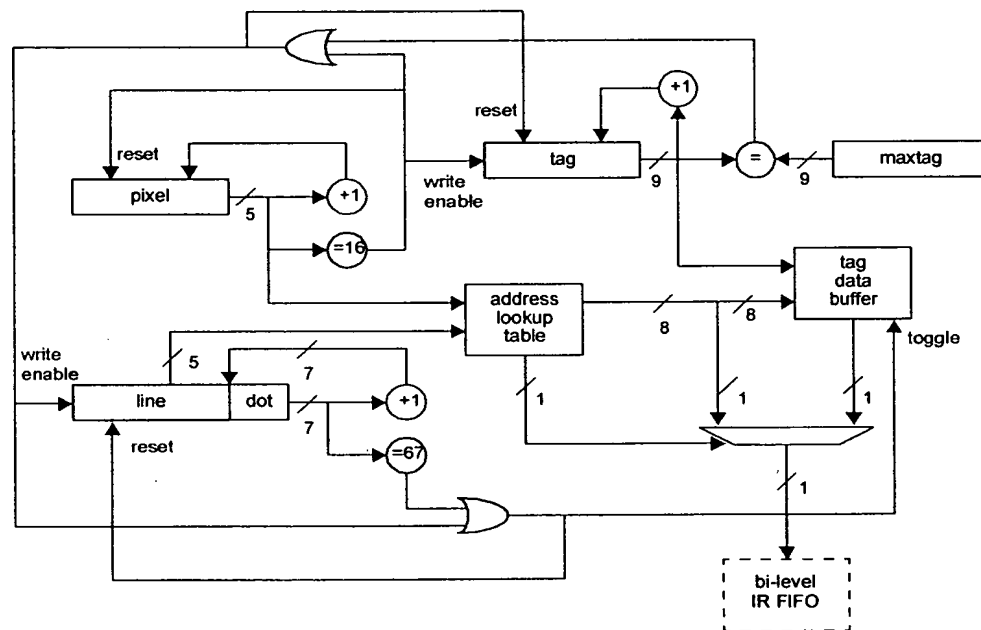 reset
+1
reset
tag
=
maxtag
9
9
write
enable
pixel
+1
5
=16
address
lookup
table
tag
data
buffer
8
8
toggle
write
enable
5
7
1
1
1
line
dot
+1
7
reset
=67
1
bi-level
IR FIFO